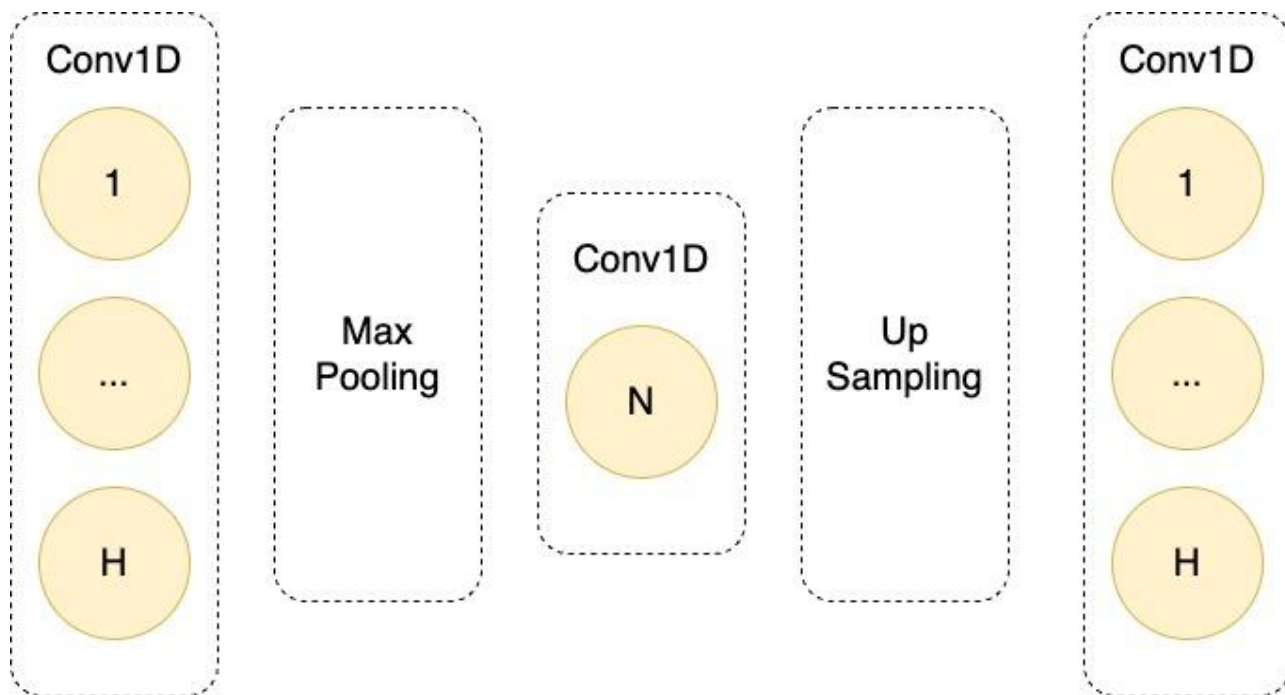 Conv1D
1
...
H
Max
Pooling
Conv1D
N
Up
Sampling
Conv1D
1
...
H